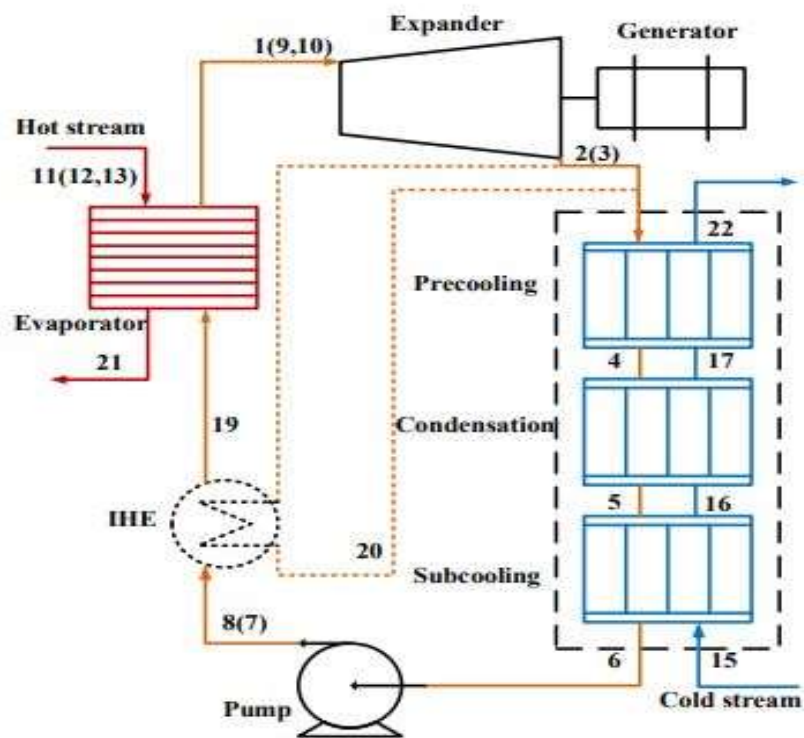 Expander
Generator
1(9,10)
Hot stream
2(3)
11(12,13)
22
Precooling
Evaporator
21
4
17
19
Condensation
IHE
5
16
20
Subcooling
8(7)
6
15
Pump
Cold stream